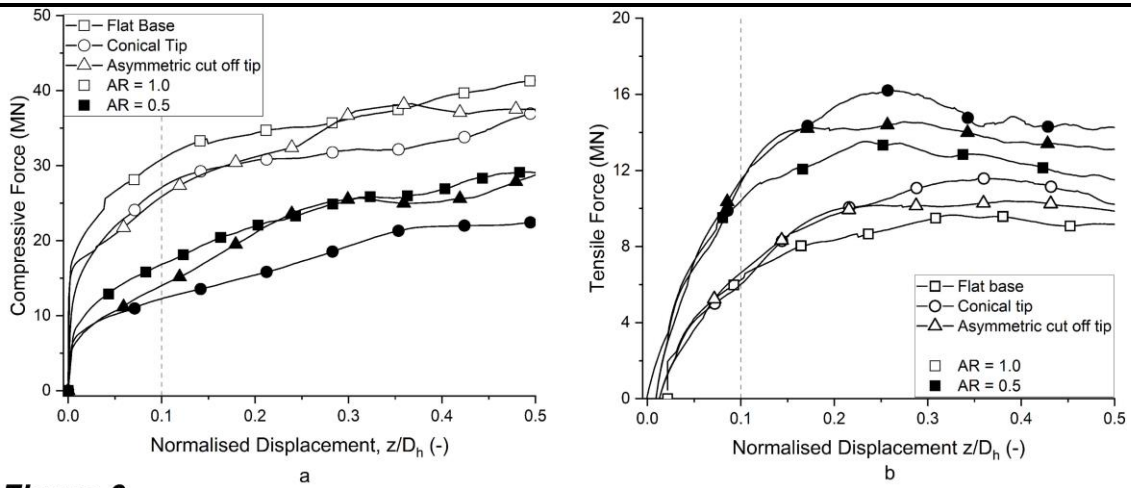 Compressive Force (MN)
50
40
30
20
10
0
Flat Base
Conical Tip
Asymmetric cut off tip
AR = 1.0
AR = 0.5
0.0 0.1 0.2 0.3 0.4 0.5
Normalised Displacement, z/Dₕ (-)
a
Tensile Force (MN)
20
16
12
8
4
0
Flat base
Conical tip
Asymmetric cut off tip
AR = 1.0
AR = 0.5
0.0 0.1 0.2 0.3 0.4 0.5
Normalised Displacement z/Dₕ (-)
b